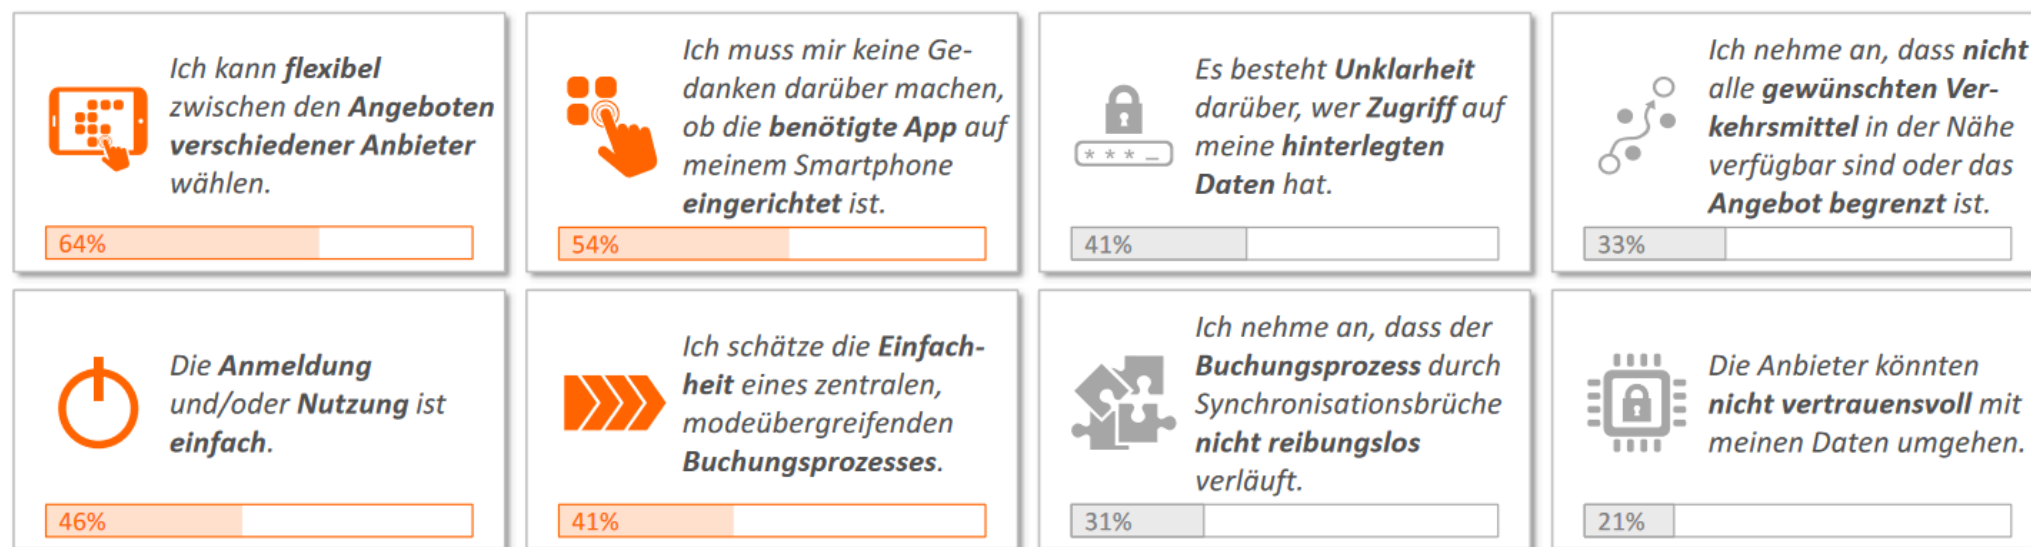 Ich kann flexibel
zwischen den Angeboten
verschiedener Anbieter
wählen.
64%
Ich muss mir keine Ge-
danken darüber machen,
ob die benötigte App auf
meinem Smartphone
eingerichtet ist.
54%
Es besteht Unklarheit
darüber, wer Zugriff auf
meine hinterlegten
Daten hat.
* * * _
41%
Ich nehme an, dass nicht
alle gewünschten Ver-
kehrsmittel in der Nähe
verfügbar sind oder das
Angebot begrenzt ist.
33%
Die Anmeldung
und/oder Nutzung ist
einfach.
46%
Ich schätze die Einfach-
heit eines zentralen,
modeübergreifenden
Buchungsprozesses.
41%
Ich nehme an, dass der
Buchungsprozess durch
Synchronisationsbrüche
nicht reibungslos
verläuft.
31%
Die Anbieter könnten
nicht vertrauensvoll mit
meinen Daten umgehen.
21%